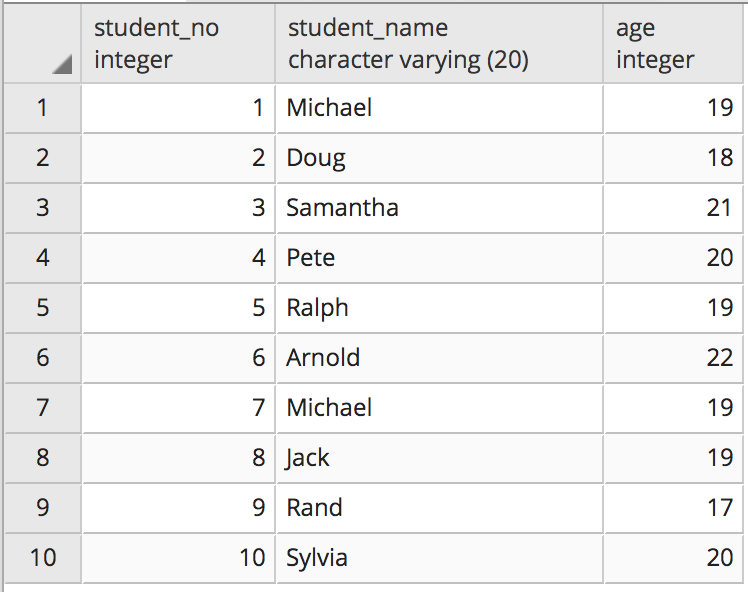 student_no student_name age
integer character varying (20) integer
1 1 Michael 19
2 2 Doug 18
3 3 Samantha 21
4 4 Pete 20
5 5 Ralph 19
6 6 Arnold 22
7 7 Michael 19
8 8 Jack 19
9 9 Rand 17
10 10 Sylvia 20